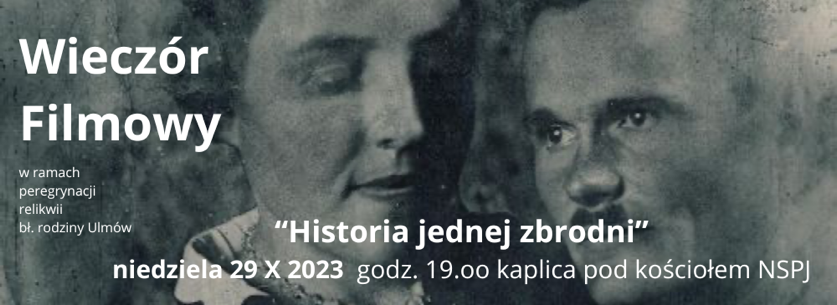 Wieczór
Filmowy
w ramach
peregrynacji
relikwii
bł. rodziny Ulmów
“Historia jednej zbrodni”
niedziela 29 X 2023 godz. 19.oo kaplica pod kościołem NSPJ